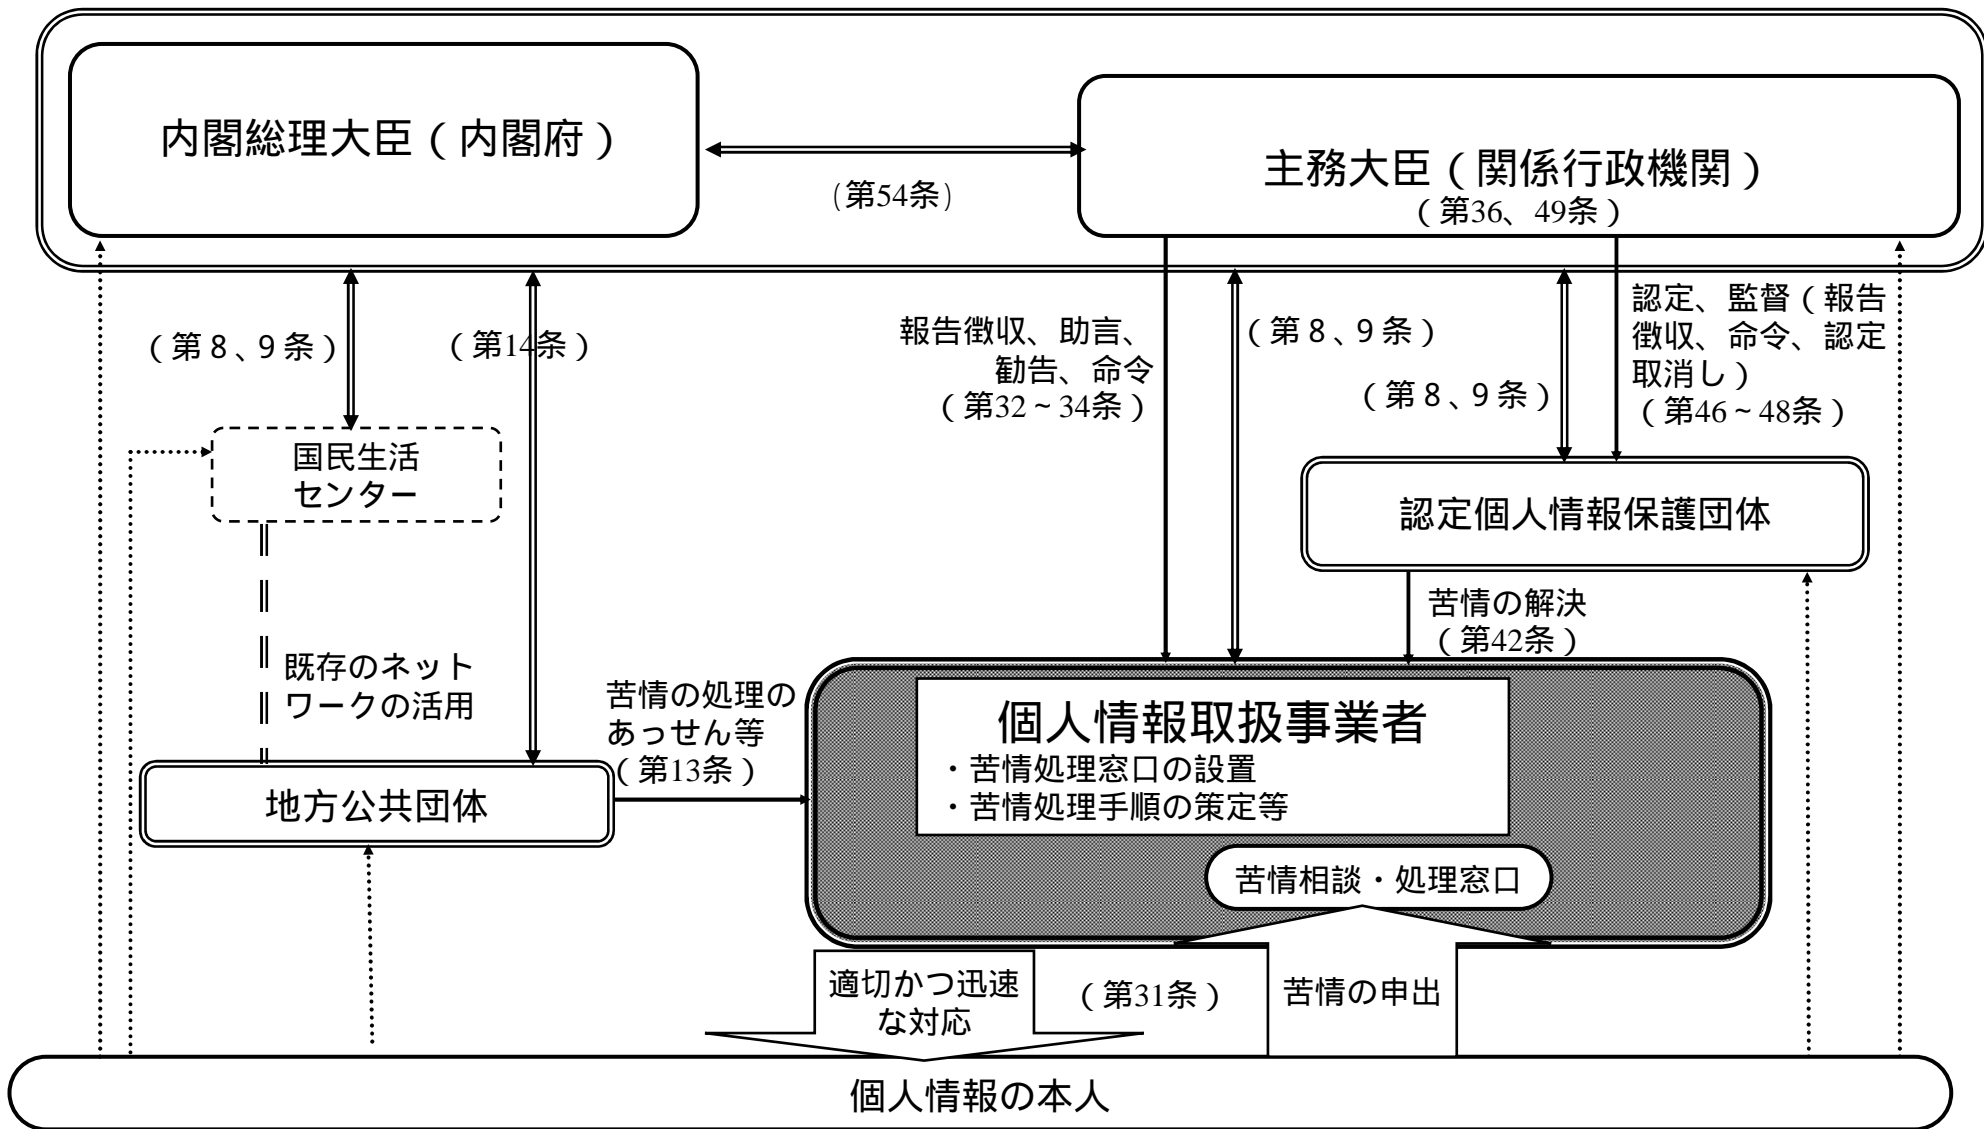 内閣総理大臣（内閣府）
(第54条)
主務大臣（関係行政機関）
（第36、49条）
（第８、９条）
（第14条）
報告徴収、助言、
勧告、命令
（第32～34条）
（第８、９条）
（第８、９条）
認定、監督（報告
徴収、命令、認定
取消し）
（第46～48条）
国民生活
センター
認定個人情報保護団体
苦情の解決
（第42条）
既存のネット
ワークの活用
苦情の処理の
あっせん等
（第13条）
地方公共団体
個人情報取扱事業者
・苦情処理窓口の設置
・苦情処理手順の策定等
苦情相談・処理窓口
適切かつ迅速
な対応
（第31条）
苦情の申出
個人情報の本人